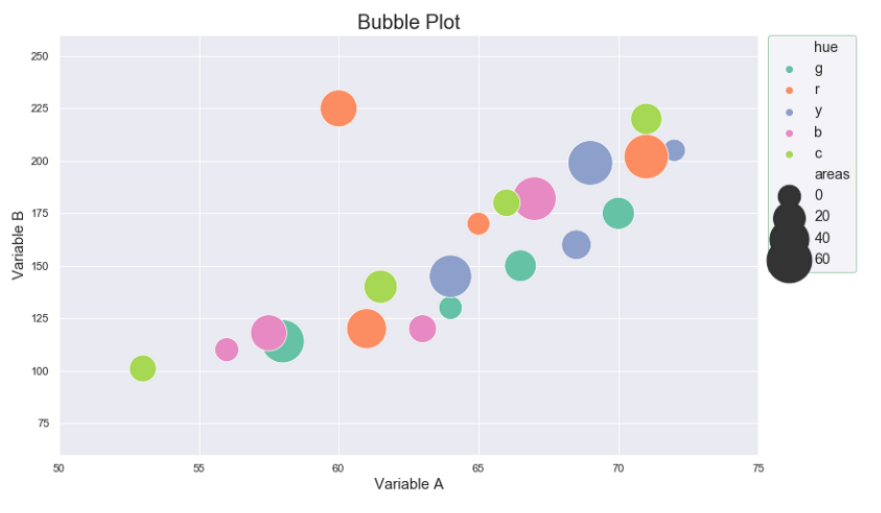 Bubble Plot
250
225
200
175
150
125
100
75
Variable B
50 55 60 65 70 75
Variable A
hue
g
r
y
b
c
areas
0
20
40
60